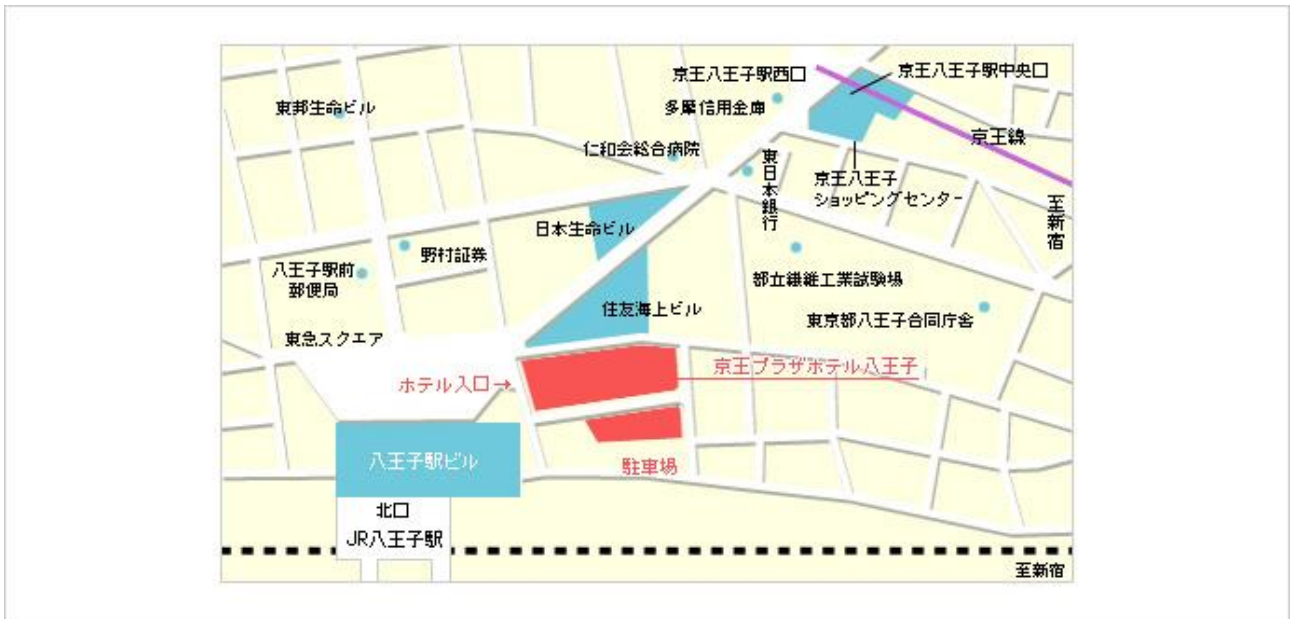 京王八王子駅西口
京王八王子駅中央口
東邦生命ビル
多摩信用金庫
京王線
仁和会総合病院
東日本銀行
京王八王子
ショッピングセンター
至新宿
日本生命ビル
野村証券
八王子駅前
郵便局
都立繊維工業試験場
住友海上ビル
東京都八王子合同庁舎
東急スクエア
京王プラザホテル八王子
ホテル入口→
八王子駅ビル
駐車場
北口
JR八王子駅
至新宿